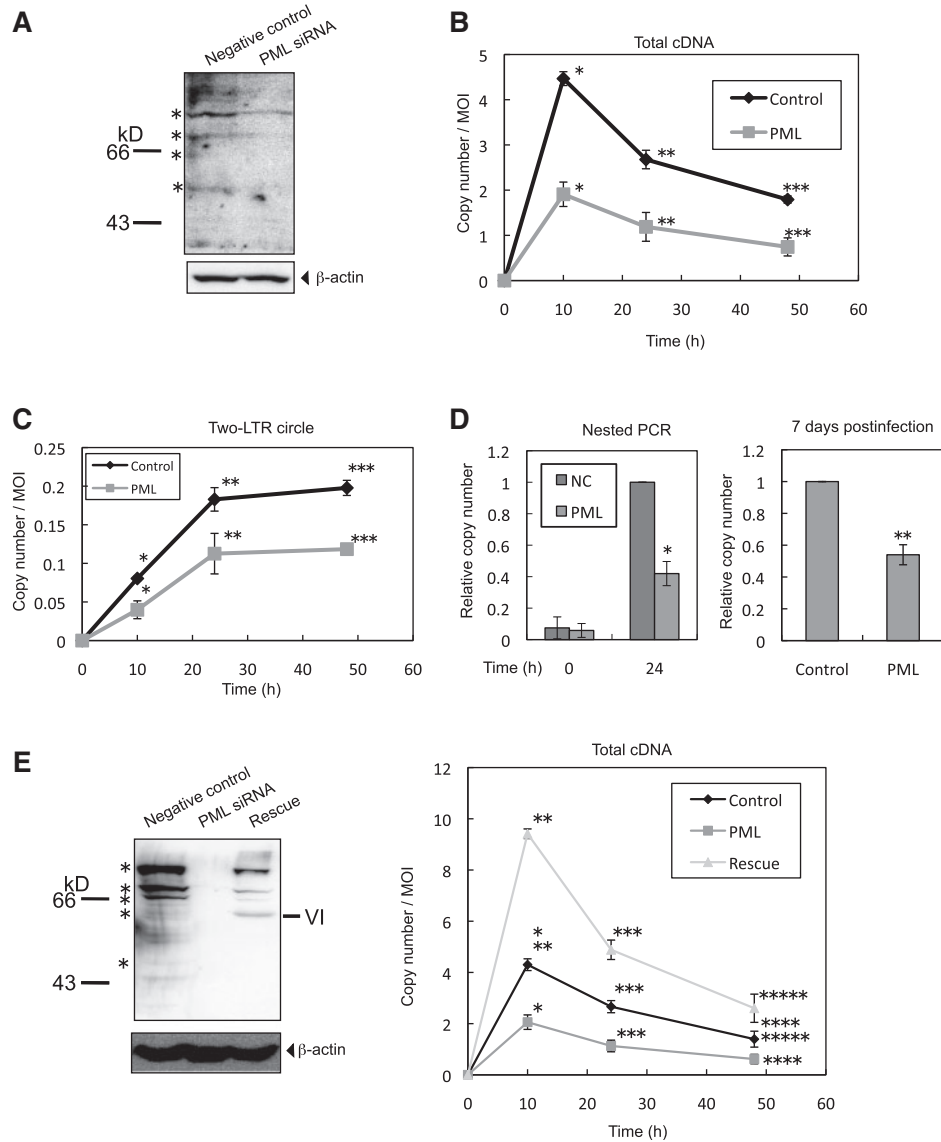 A
Negative control
PML siRNA
*
kD
*
66
*
*
43
β-actin
B
Total cDNA
5
4
3
2
1
0
Copy number / MOI
Control
PML
*
**
***
*
**
***
0 10 20 30 40 50 60
Time (h)
C
Two-LTR circle
0.25
0.2
0.15
0.1
0.05
0
Copy number / MOI
Control
PML
*
**
***
*
**
***
0 10 20 30 40 50 60
Time (h)
D
Nested PCR
1.2
1
0.8
0.6
0.4
0.2
0
Relative copy number
NC
PML
*
Time (h) 0 24
7 days postinfection
1.2
1
0.8
0.6
0.4
0.2
0
Relative copy number
**
Control PML
E
Negative control
PML siRNA
Rescue
*
kD
*
66
*
*
VI
*
43
β-actin
Total cDNA
12
10
8
6
4
2
0
Copy number / MOI
Control
PML
Rescue
**
***
*
**
***
*****
****
*****
*
***
****
0 10 20 30 40 50 60
Time (h)